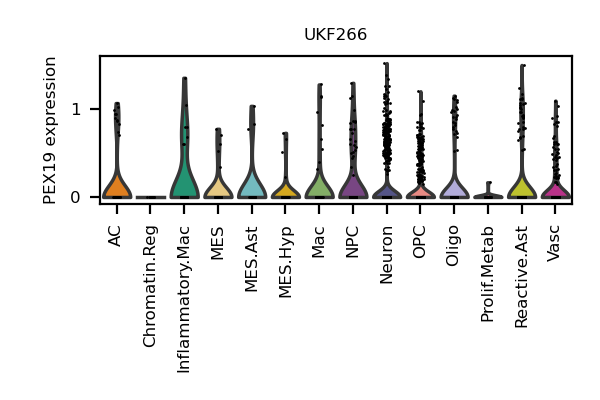 UKF266
PEX19 expression
1
0
AC
Chromatin.Reg
Inflammatory.Mac
MES
MES.Ast
MES.Hyp
Mac
NPC
Neuron
OPC
Oligo
Prolif.Metab
Reactive.Ast
Vasc